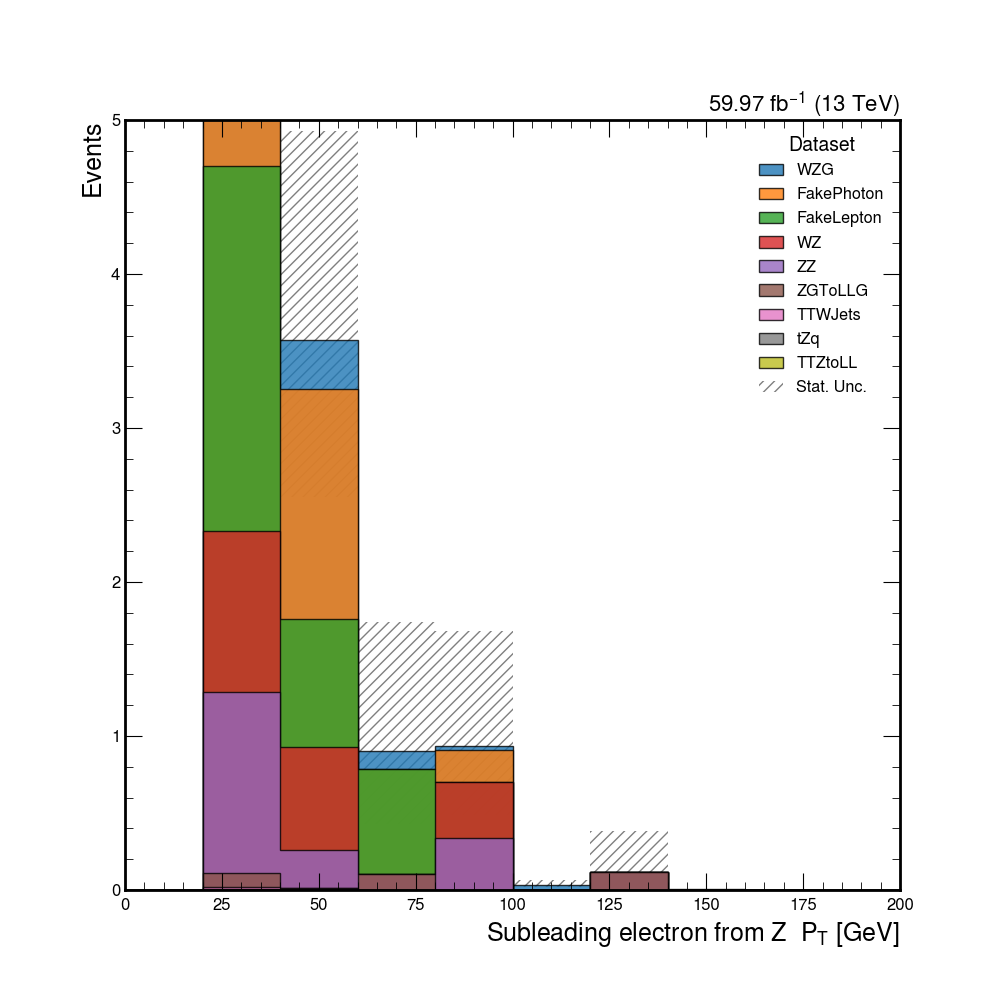 59.97 fb⁻¹ (13 TeV)
Events
5
4
3
2
1
0
Dataset
WZG
FakePhoton
FakeLepton
WZ
ZZ
ZGToLLG
TTWJets
tZq
TTZtoLL
Stat. Unc.
0 25 50 75 100 125 150 175 200
Subleading electron from Z P_T [GeV]